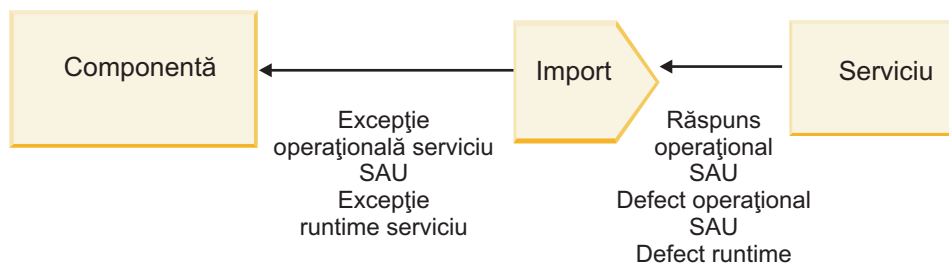 Componentă
Import
Serviciu
Excepţie
operaţională serviciu
SAU
Excepţie
runtime serviciu
Răspuns
operaţional
SAU
Defect operaţional
SAU
Defect runtime